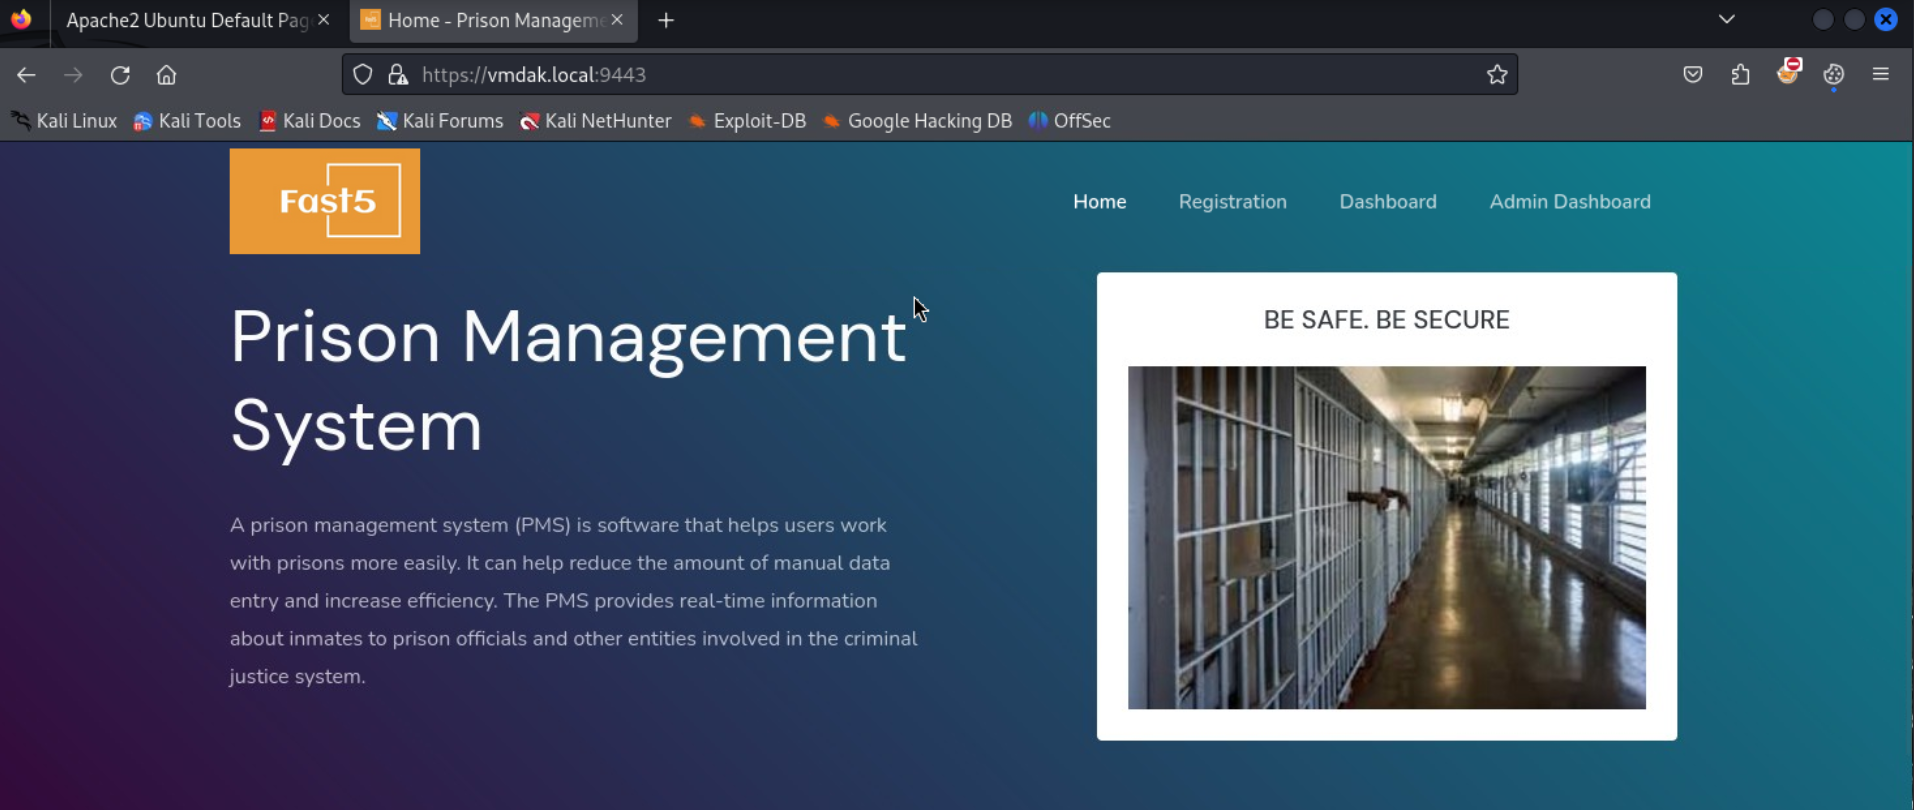 Apache2 Ubuntu Default Pag
Home - Prison Managem
https://vmdak.local:9443
Kali Linux Kali Tools Kali Docs Kali Forums Kali NetHunter Exploit-DB Google Hacking DB OffSec
Fast5
Home Registration Dashboard Admin Dashboard
Prison Management
System
A prison management system (PMS) is software that helps users work
with prisons more easily. It can help reduce the amount of manual data
entry and increase efficiency. The PMS provides real-time information
about inmates to prison officials and other entities involved in the criminal
justice system.
BE SAFE. BE SECURE